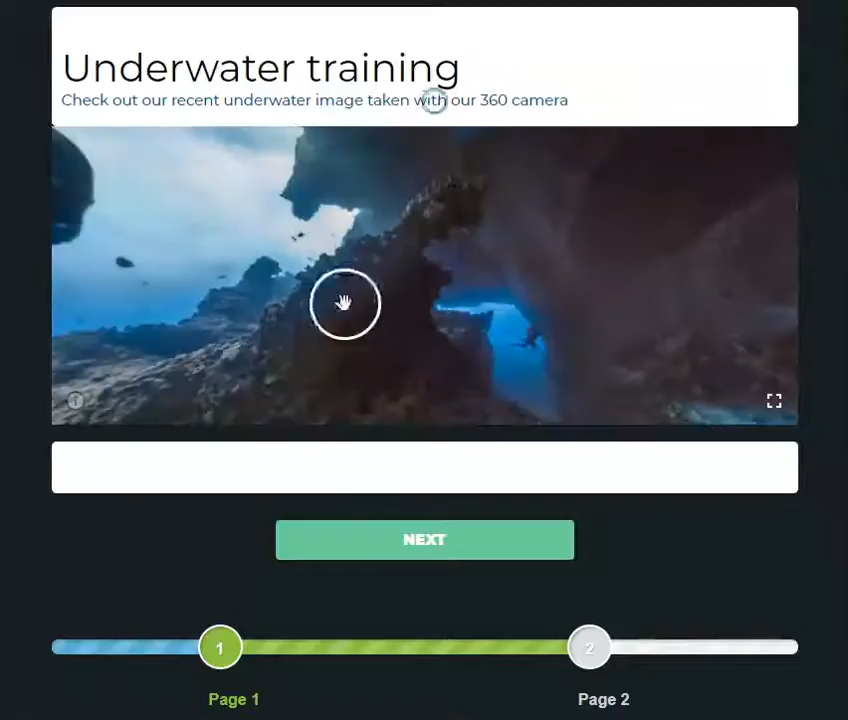 Underwater training
Check out our recent underwater image taken with our 360 camera
NEXT
1
2
Page 1
Page 2